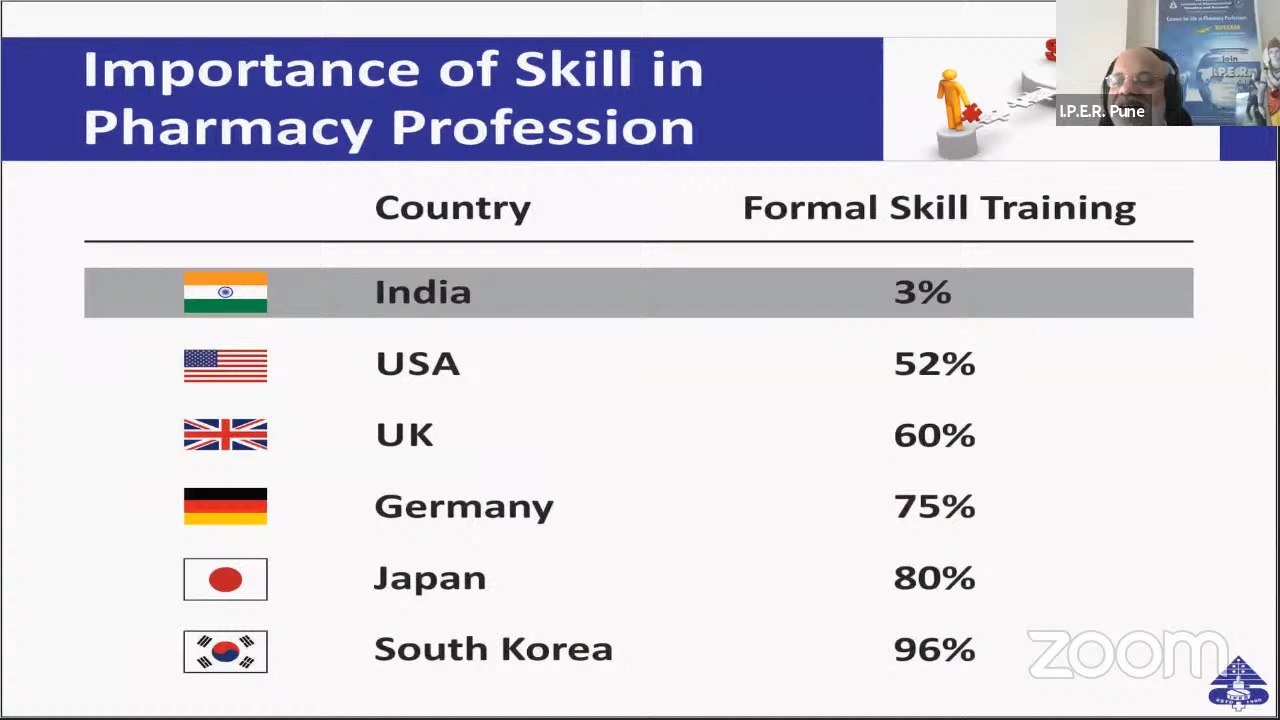 Importance of Skill in
Pharmacy Profession
I.P.E.R. Pune
Country Formal Skill Training
India 3%
USA 52%
UK 60%
Germany 75%
Japan 80%
South Korea 96%
zoom